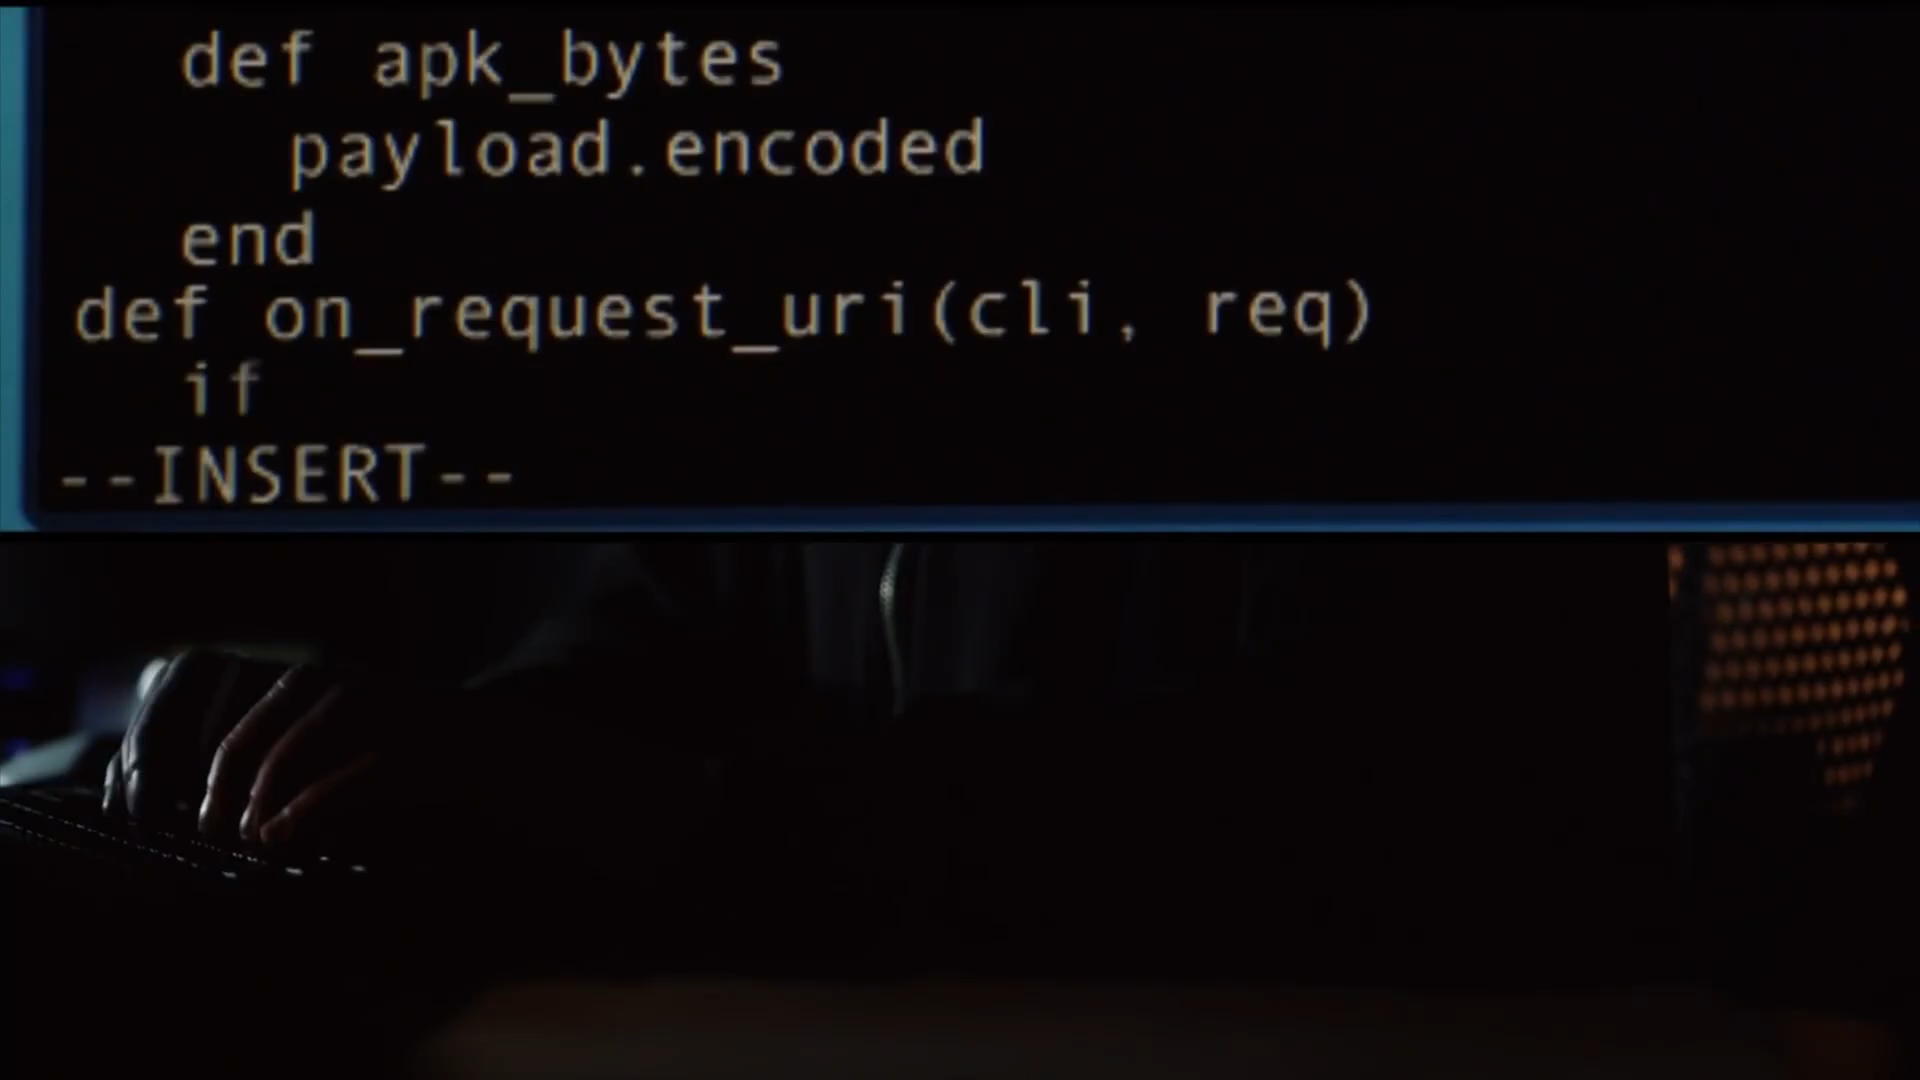 def apk_bytes
payload.encoded
end
def on_request_uri(cli, req)
if
--INSERT--